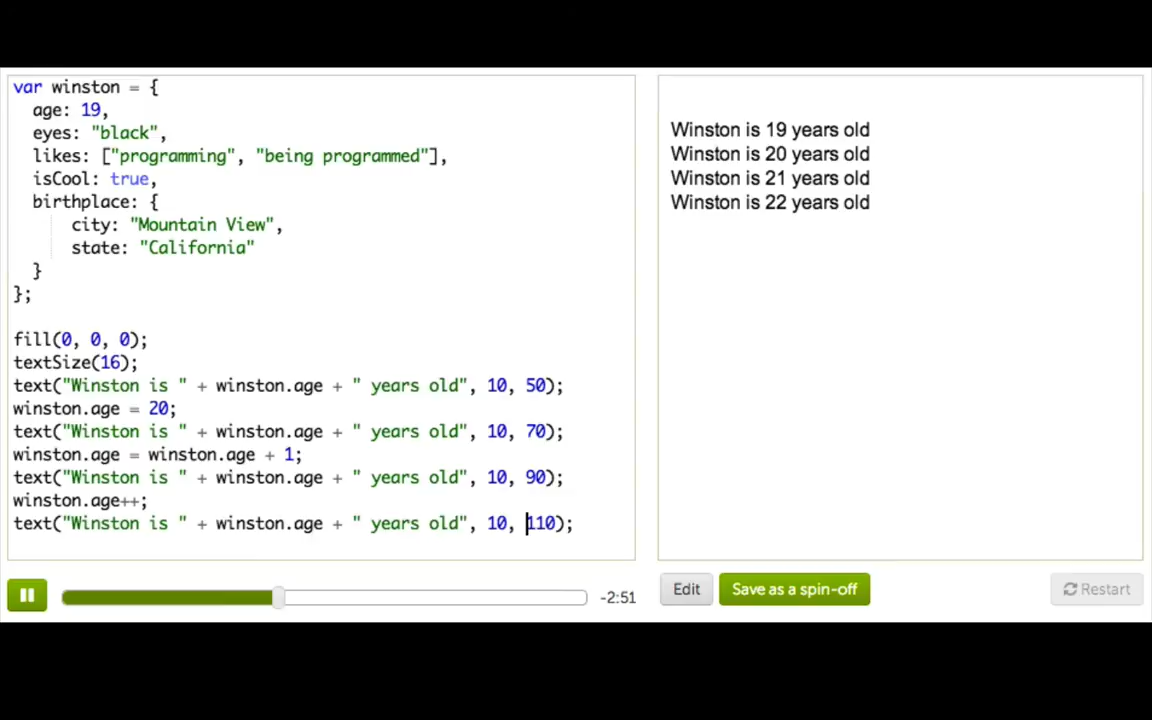 var winston = {
age: 19,
eyes: "black",
likes: ["programming", "being programmed"],
isCool: true,
birthplace: {
city: "Mountain View",
state: "California"
}
};
fill(0, 0, 0);
textSize(16);
text("Winston is " + winston.age + " years old", 10, 50);
winston.age = 20;
text("Winston is " + winston.age + " years old", 10, 70);
winston.age = winston.age + 1;
text("Winston is " + winston.age + " years old", 10, 90);
winston.age++;
text("Winston is " + winston.age + " years old", 10, 110);
Winston is 19 years old
Winston is 20 years old
Winston is 21 years old
Winston is 22 years old
-2:51
Edit
Save as a spin-off
Restart